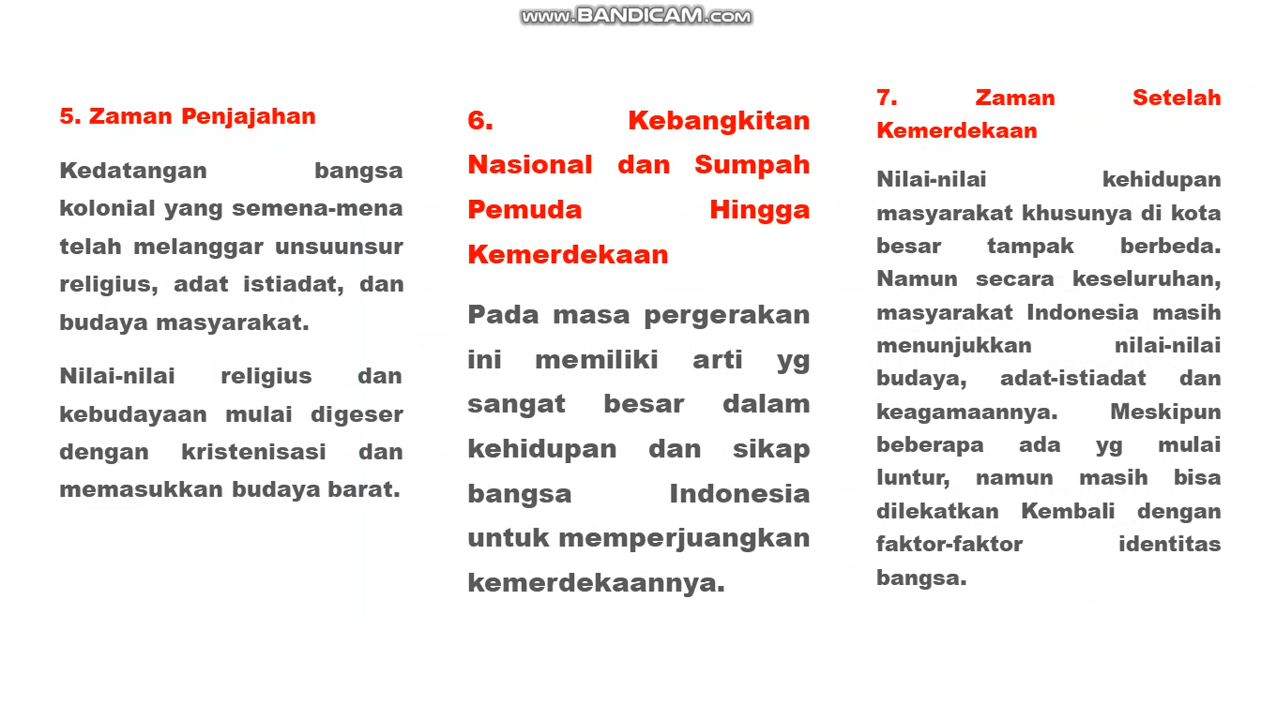 www.BANDICAM.com
5. Zaman Penjajahan
Kedatangan bangsa
kolonial yang semena-mena
telah melanggar unsuunsur
religius, adat istiadat, dan
budaya masyarakat.
Nilai-nilai religius dan
kebudayaan mulai digeser
dengan kristenisasi dan
memasukkan budaya barat.
6. Kebangkitan
Nasional dan Sumpah
Pemuda Hingga
Kemerdekaan
Pada masa pergerakan
ini memiliki arti yg
sangat besar dalam
kehidupan dan sikap
bangsa Indonesia
untuk memperjuangkan
kemerdekaannya.
7. Zaman Setelah
Kemerdekaan
Nilai-nilai kehidupan
masyarakat khusunya di kota
besar tampak berbeda.
Namun secara keseluruhan,
masyarakat Indonesia masih
menunjukkan nilai-nilai
budaya, adat-istiadat dan
keagamaannya. Meskipun
beberapa ada yg mulai
luntur, namun masih bisa
dilekatkan Kembali dengan
faktor-faktor identitas
bangsa.